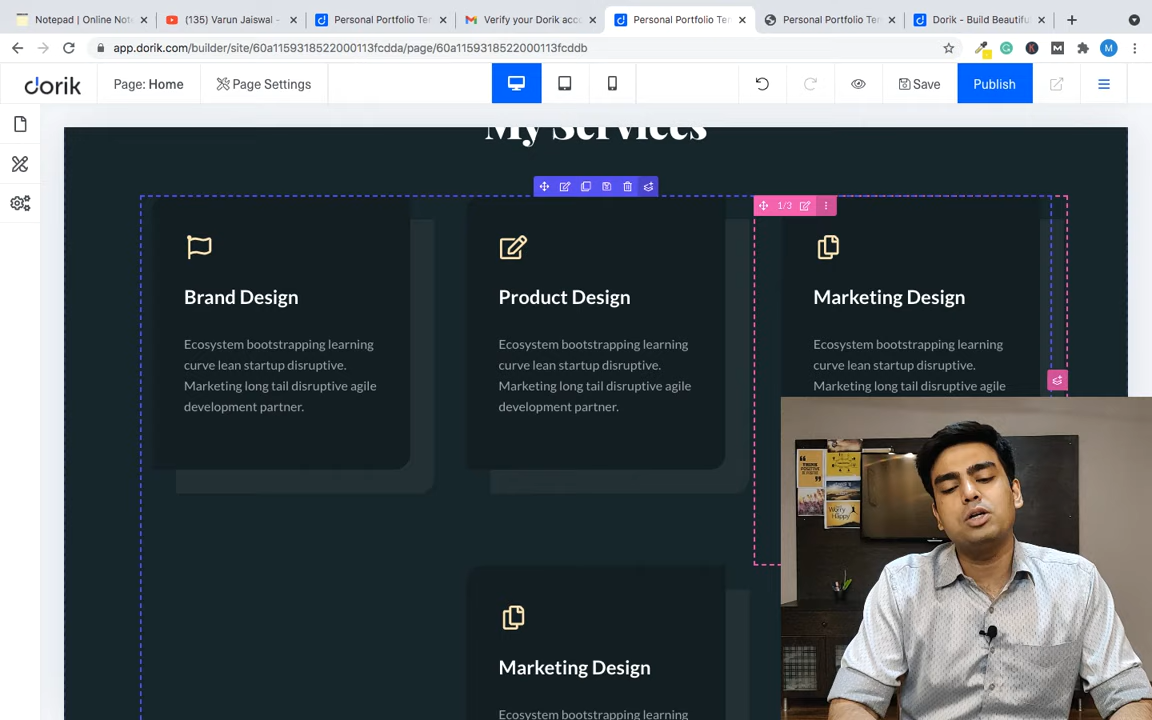 Notepad | Online Note
(135) Varun Jaiswal -
Personal Portfolio Te
Verify your Dorik acc
Personal Portfolio Te
Personal Portfolio Te
Dorik - Build Beautifu
app.dorik.com/builder/site/60a1159318522000113fcdda/page/60a1159318522000113fcddb
M
dorik
Page: Home
Page Settings
Save
Publish
My Services
1/3
Brand Design
Product Design
Marketing Design
Ecosystem bootstrapping learning
curve lean startup disruptive.
Marketing long tail disruptive agile
development partner.
Ecosystem bootstrapping learning
curve lean startup disruptive.
Marketing long tail disruptive agile
development partner.
Ecosystem bootstrapping learning
curve lean startup disruptive.
Marketing long tail disruptive agile
Marketing Design
Ecosystem bootstrapping learning